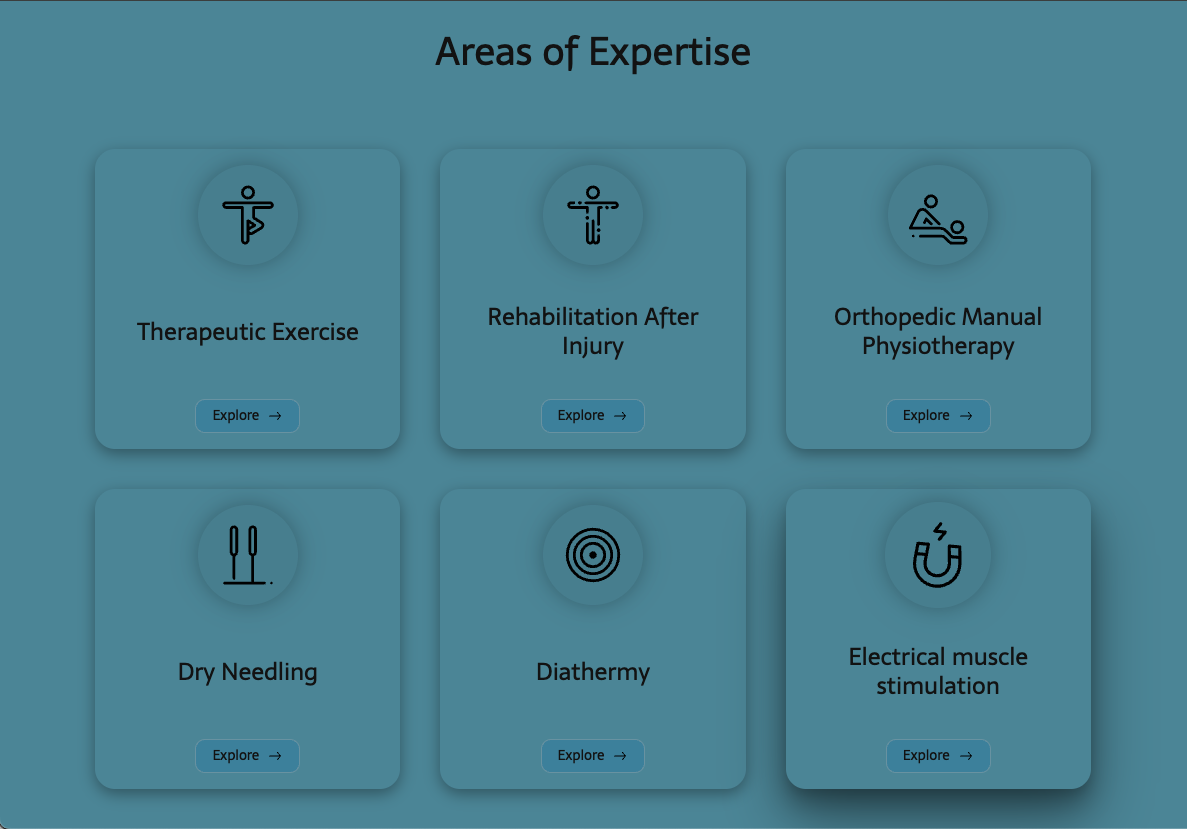 Areas of Expertise
Therapeutic Exercise
Explore →
Rehabilitation After
Injury
Explore →
Orthopedic Manual
Physiotherapy
Explore →
Dry Needling
Explore →
Diathermy
Explore →
Electrical muscle
stimulation
Explore →